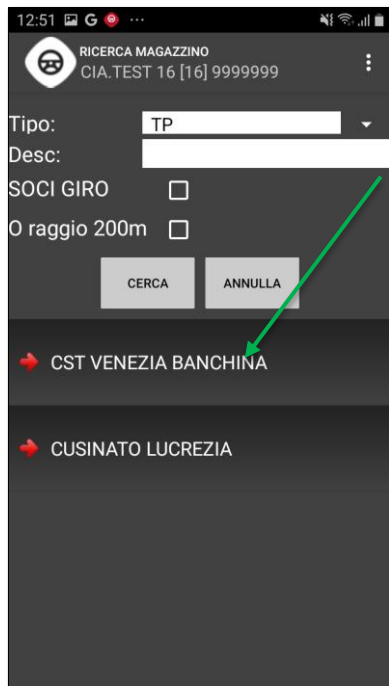 12:51 G ...
RICERCA MAGAZZINO
CIA.TEST 16 [16] 9999999
Tipo: TP
Desc:
SOCI GIRO
O raggio 200m
CERCA ANNULLA
CST VENEZIA BANCHINA
CUSINATO LUCREZIA